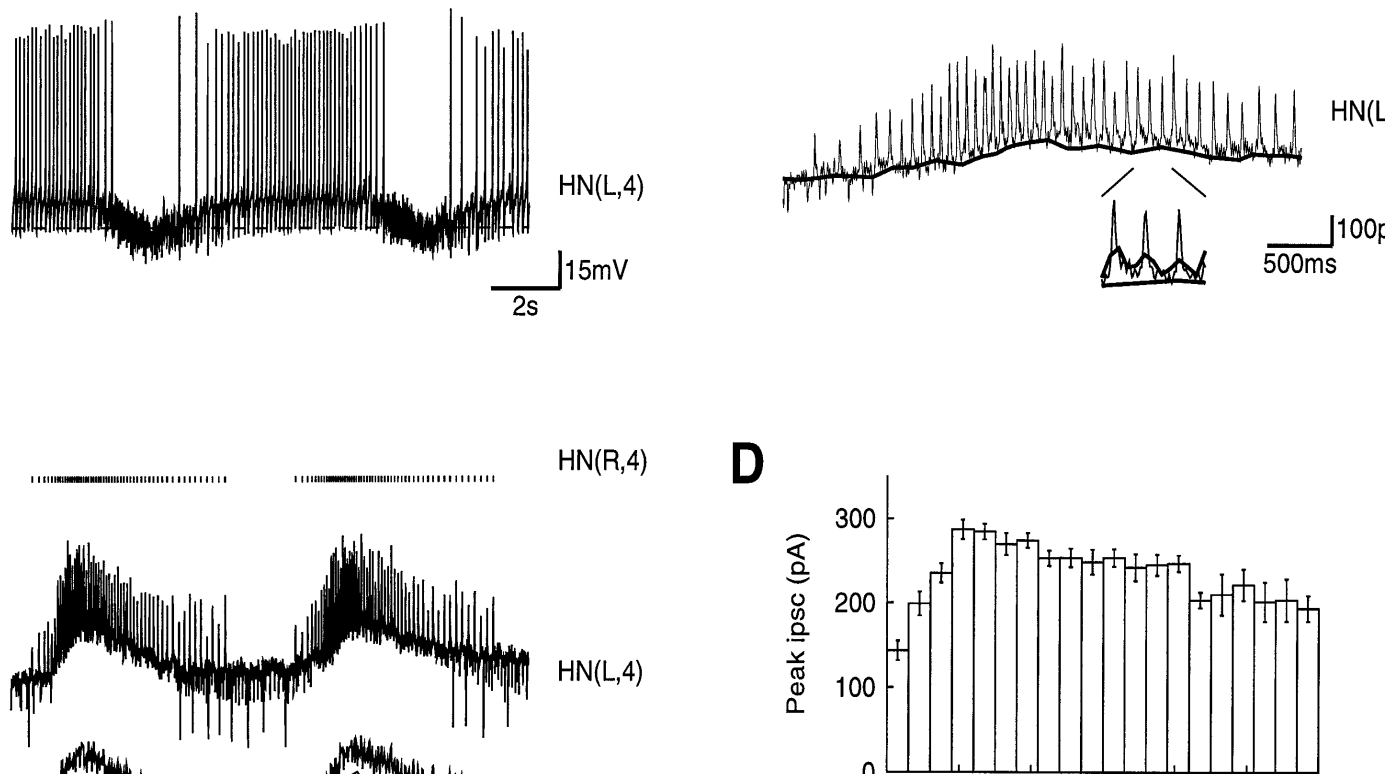 HN(L,4)
15mV
2s
HN(L
100p
500ms
HN(R,4)
HN(L,4)
D
Peak ipsc (pA)
300
200
100
0